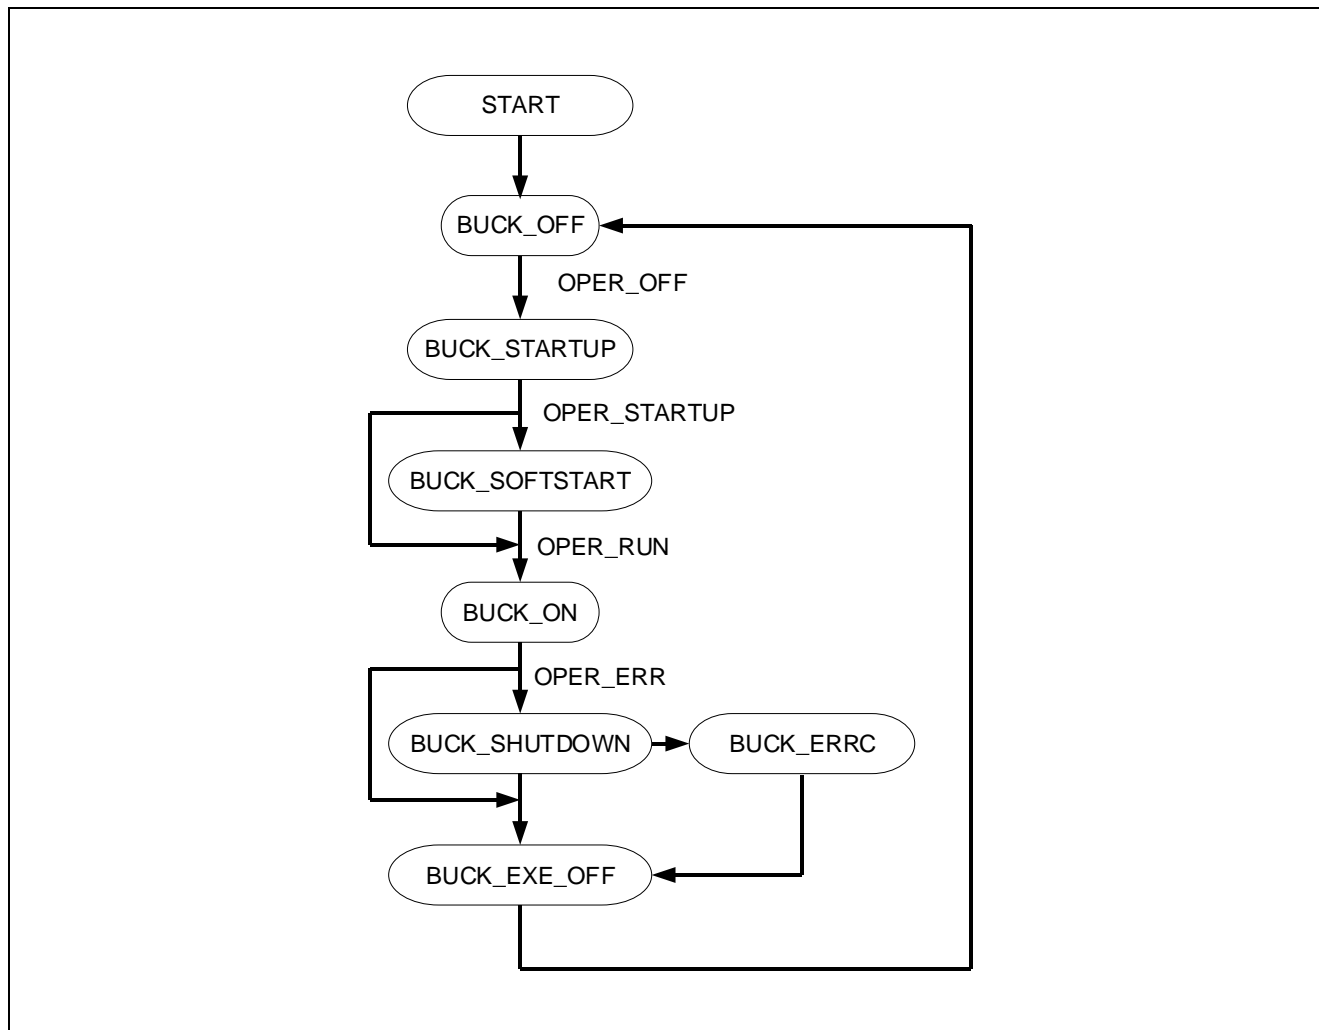 START
BUCK_OFF
OPER_OFF
BUCK_STARTUP
OPER_STARTUP
BUCK_SOFTSTART
OPER_RUN
BUCK_ON
OPER_ERR
BUCK_SHUTDOWN
BUCK_ERRC
BUCK_EXE_OFF